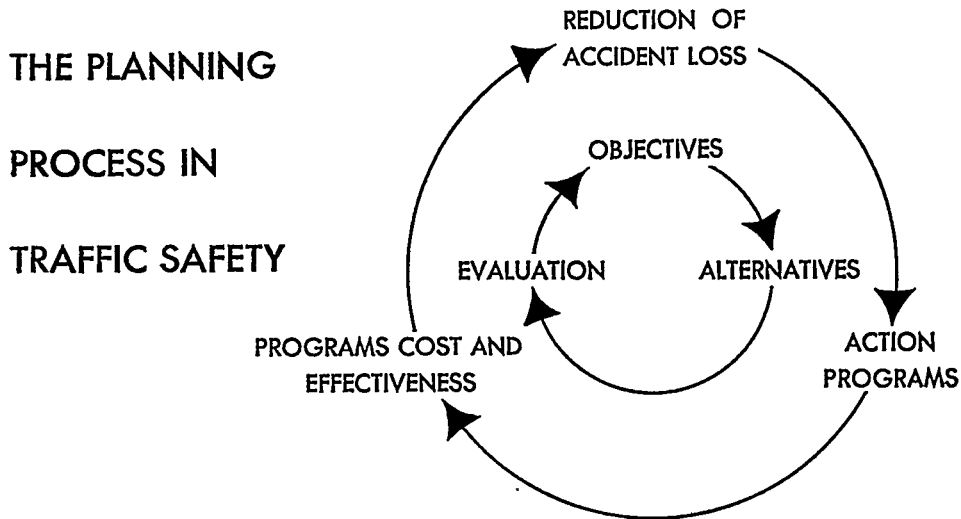 THE PLANNING
PROCESS IN
TRAFFIC SAFETY
REDUCTION OF
ACCIDENT LOSS
OBJECTIVES
EVALUATION
ALTERNATIVES
PROGRAMS COST AND
EFFECTIVENESS
ACTION
PROGRAMS